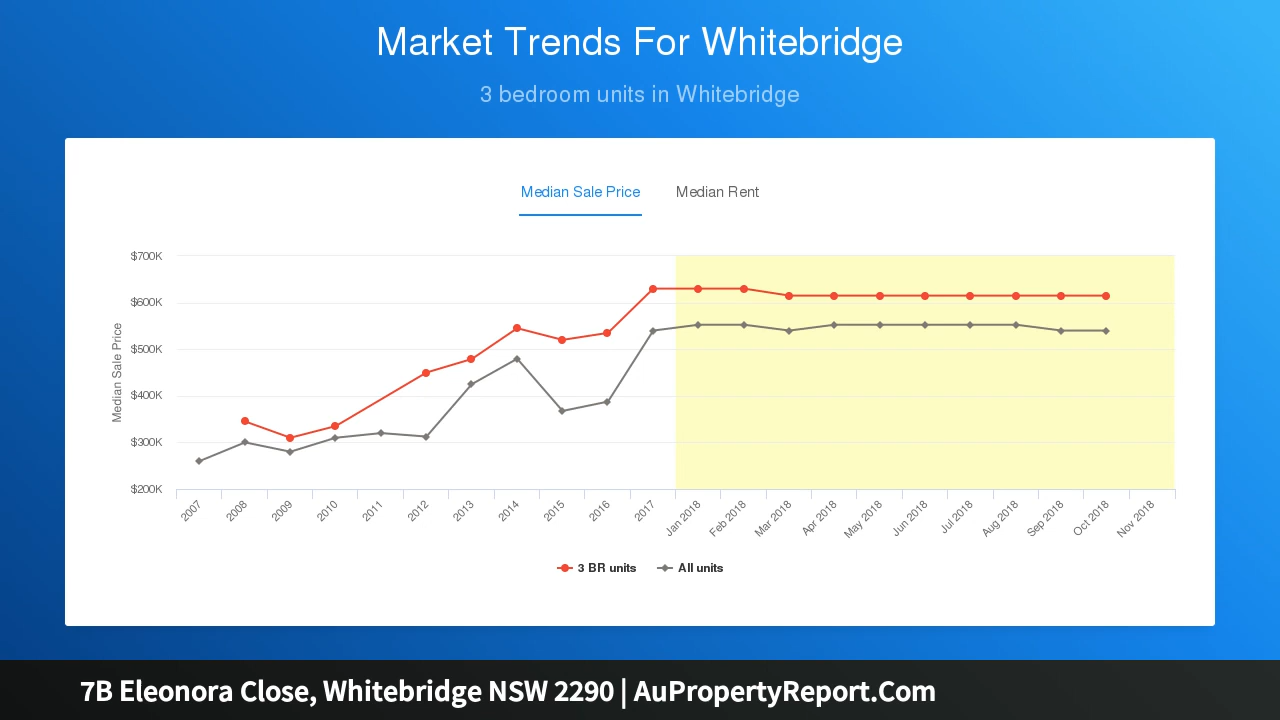 Market Trends For Whitebridge
3 bedroom units in Whitebridge
Median Sale Price
Median Rent
$700K
$600K
$500K
$400K
$300K
$200K
Median Sale Price
2007
2008
2009
2010
2011
2012
2013
2014
2015
2016
2017
Jan 2018
Feb 2018
Mar 2018
Apr 2018
May 2018
Jun 2018
Jul 2018
Aug 2018
Sep 2018
Oct 2018
Nov 2018
3 BR units
All units
7B Eleonora Close, Whitebridge NSW 2290 | AuPropertyReport.Com